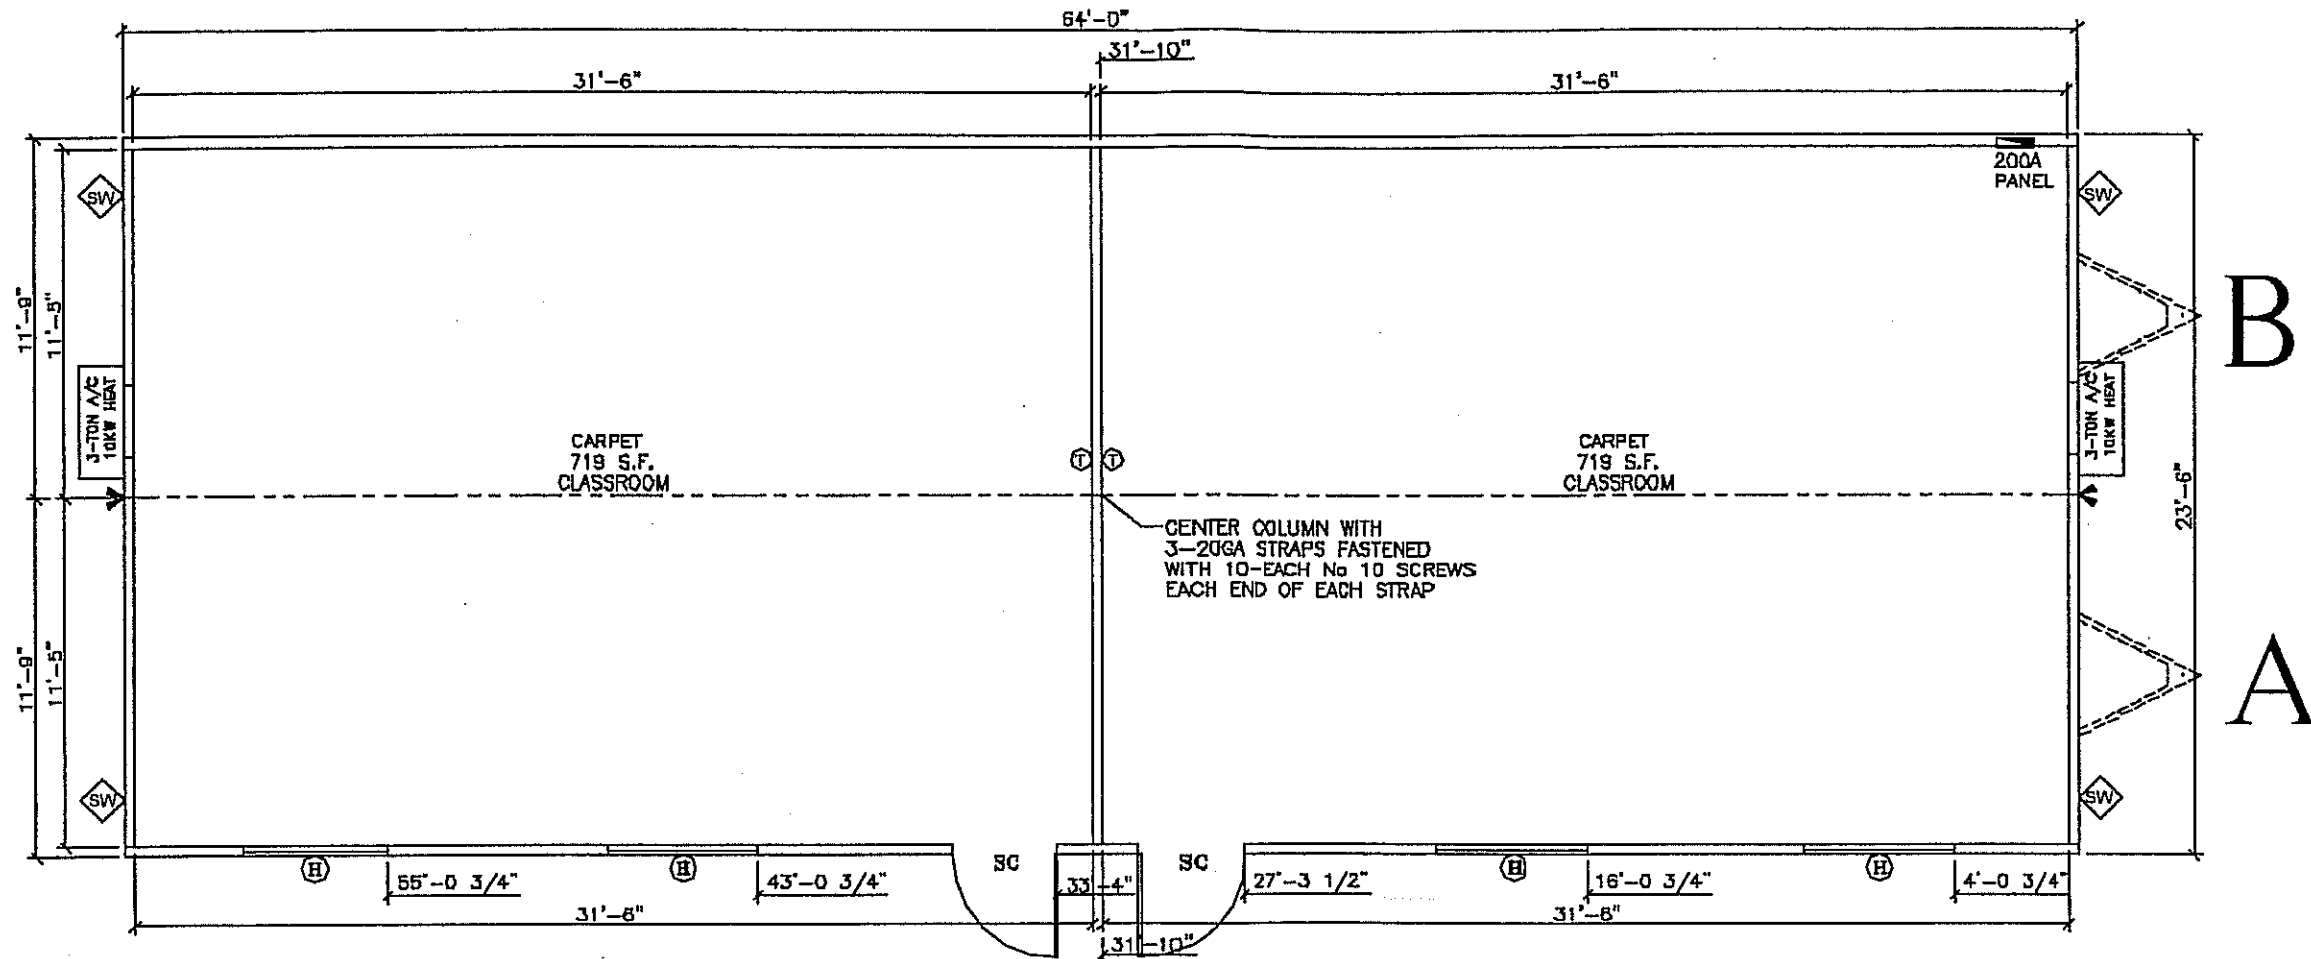 64'-0"
31'-10"
31'-6"
31'-6"
200A
PANEL
SW
SW
11'-9"
11'-5"
B
3-TON A/C
10KW HEAT
3-TON A/C
10KW HEAT
CARPET
719 S.F.
CLASSROOM
T
T
CARPET
719 S.F.
CLASSROOM
23'-6"
CENTER COLUMN WITH
3-20GA STRAPS FASTENED
WITH 10-EACH No 10 SCREWS
EACH END OF EACH STRAP
11'-9"
11'-5"
A
SW
SW
H
H
SC
SC
H
H
55'-0 3/4"
43'-0 3/4"
33'-4"
27'-3 1/2"
16'-0 3/4"
4'-0 3/4"
31'-6"
31'-6"
31'-10"